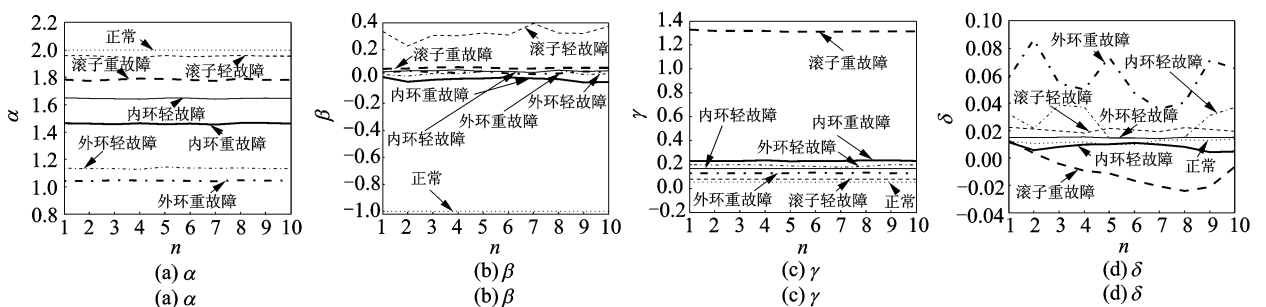 2.2
2.0
1.8
1.6
1.4
1.2
1.0
0.8
α
正常
滚子重故障
滚子轻故障
内环轻故障
外环轻故障
内环重故障
外环重故障
1 2 3 4 5 6 7 8 9 10
n
(a) α
(a) α
0.4
0.2
0.0
−0.2
−0.4
−0.6
−0.8
−1.0
β
滚子重故障
滚子轻故障
内环重故障
外环轻故障
外环重故障
内环轻故障
正常
1 2 3 4 5 6 7 8 9 10
n
(b) β
(b) β
1.4
1.2
1.0
0.8
0.6
0.4
0.2
0.0
−0.2
γ
滚子重故障
内环轻故障
内环重故障
外环轻故障
外环重故障
滚子轻故障
正常
1 2 3 4 5 6 7 8 9 10
n
(c) γ
(c) γ
0.10
0.08
0.06
0.04
0.02
0.00
−0.02
−0.04
δ
外环重故障
内环轻故障
滚子轻故障
外环轻故障
内环轻故障
正常
滚子重故障
1 2 3 4 5 6 7 8 9 10
n
(d) δ
(d) δ